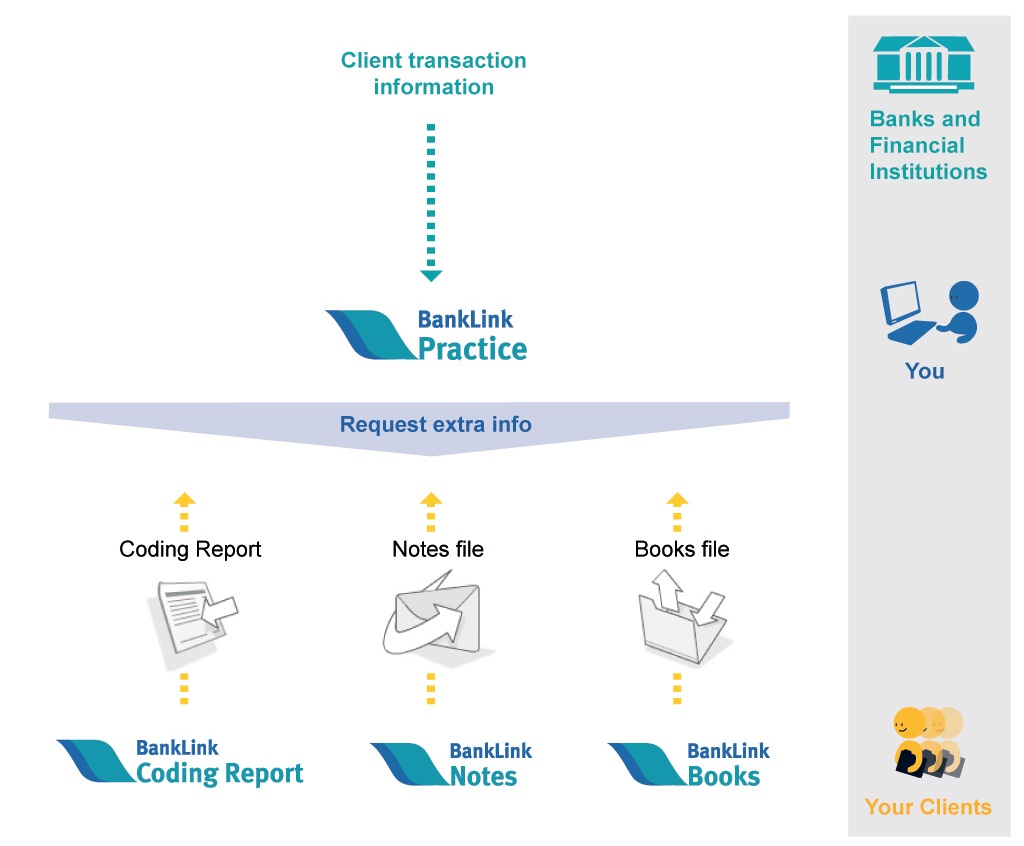 Client transaction
information
Banks and
Financial
Institutions
BankLink
Practice
You
Request extra info
Coding Report
Notes file
Books file
BankLink
Coding Report
BankLink
Notes
BankLink
Books
Your Clients